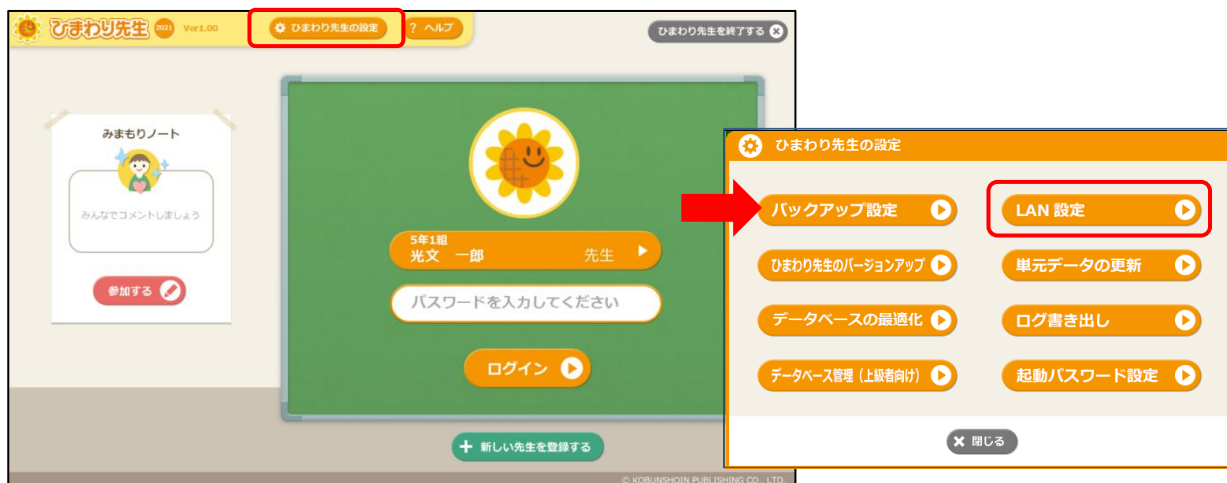 ひまわり先生 2021 Ver1.00
ひまわり先生の設定
? ヘルプ
ひまわり先生を終了する
みまもりノート
みんなでコメントしましょう
参加する
5年1組
光文 一郎 先生
パスワードを入力してください
ログイン
新しい先生を登録する
© KOBUNSHOIN PUBLISHING CO., LTD.
ひまわり先生の設定
バックアップ設定
LAN 設定
ひまわり先生のバージョンアップ
単元データの更新
データベースの最適化
ログ書き出し
データベース管理（上級者向け）
起動パスワード設定
閉じる